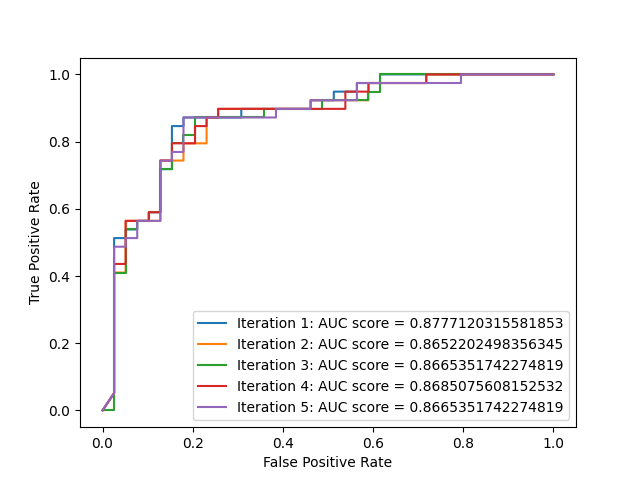 1.0
0.8
0.6
0.4
0.2
0.0
True Positive Rate
Iteration 1: AUC score = 0.8777120315581853
Iteration 2: AUC score = 0.8652202498356345
Iteration 3: AUC score = 0.8665351742274819
Iteration 4: AUC score = 0.8685075608152532
Iteration 5: AUC score = 0.8665351742274819
0.0 0.2 0.4 0.6 0.8 1.0
False Positive Rate